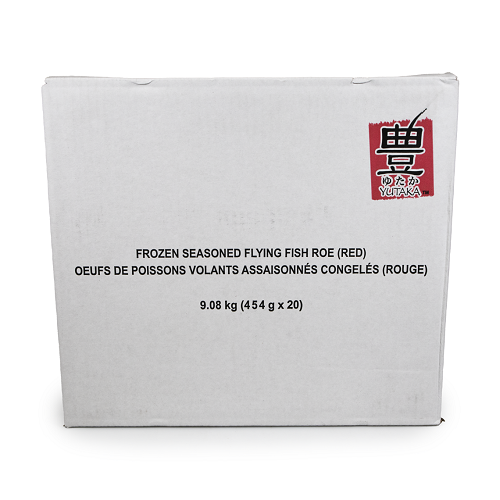 豊
ゆたか
YUTAKA™
FROZEN SEASONED FLYING FISH ROE (RED)
OEUFS DE POISSONS VOLANTS ASSAISONNÉS CONGELÉS (ROUGE)
9.08 kg (454 g x 20)